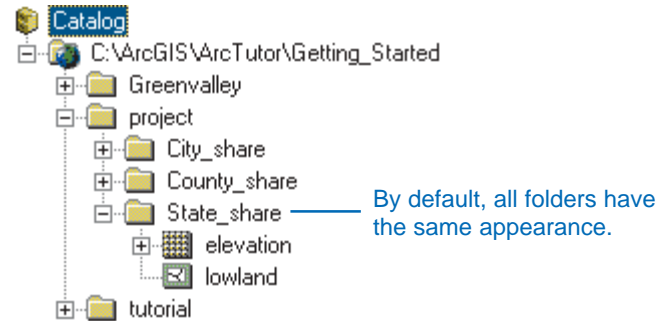 Catalog
C:\ArcGIS\ArcTutor\Getting_Started
Greenvalley
project
City_share
County_share
State_share
By default, all folders have
the same appearance.
elevation
lowland
tutorial